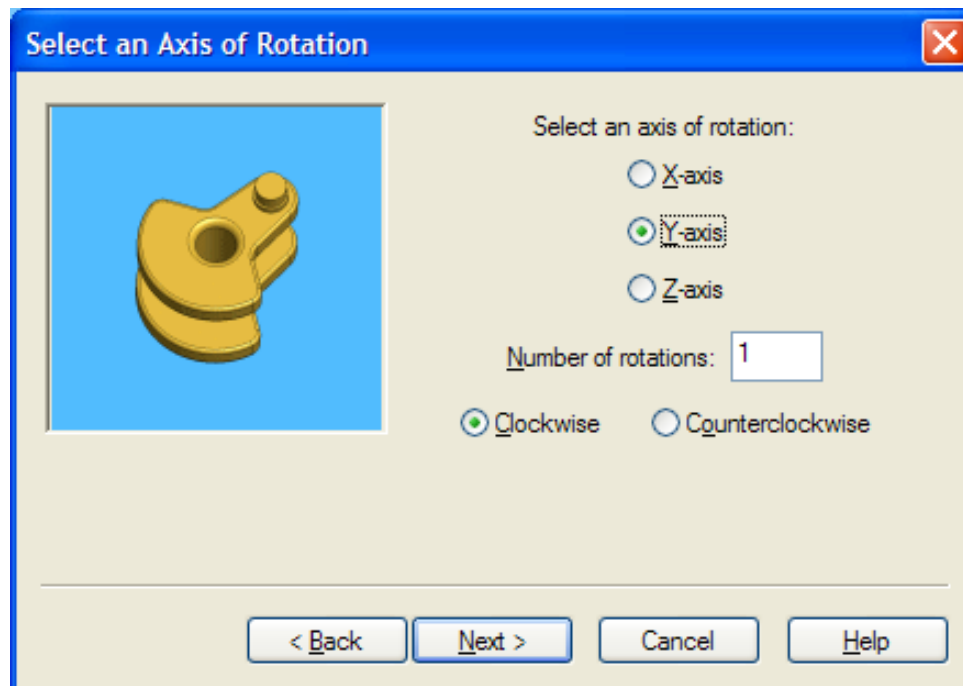 Select an Axis of Rotation
Select an axis of rotation:
X-axis
Y-axis
Z-axis
Number of rotations: 1
Clockwise Counterclockwise
< Back Next > Cancel Help